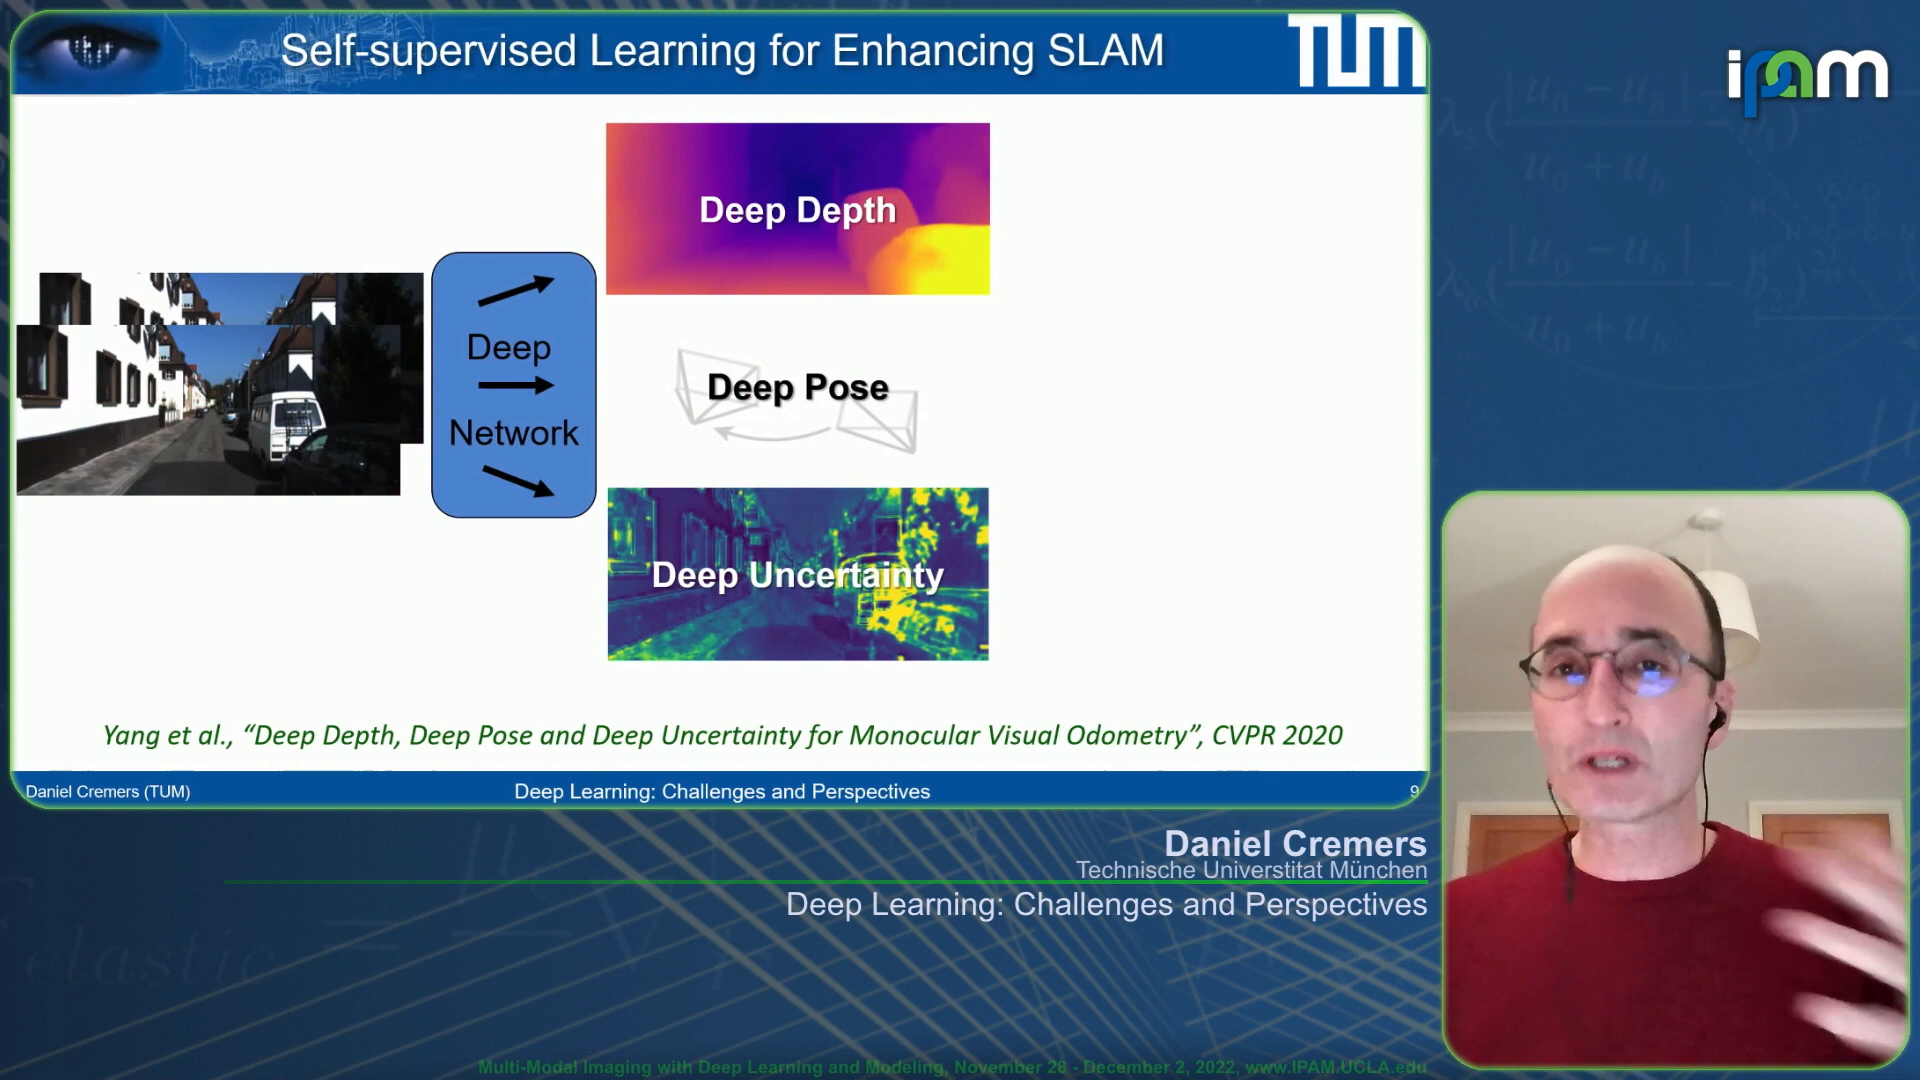 Self-supervised Learning for Enhancing SLAM
TUM
ipam
Deep Depth
Deep
Network
Deep Pose
Deep Uncertainty
Yang et al., “Deep Depth, Deep Pose and Deep Uncertainty for Monocular Visual Odometry”, CVPR 2020
Daniel Cremers (TUM)
Deep Learning: Challenges and Perspectives
9
Daniel Cremers
Technische Universtitat München
Deep Learning: Challenges and Perspectives
elastic
Multi-Modal Imaging with Deep Learning and Modeling, November 28 - December 2, 2022, www.IPAM.UCLA.edu